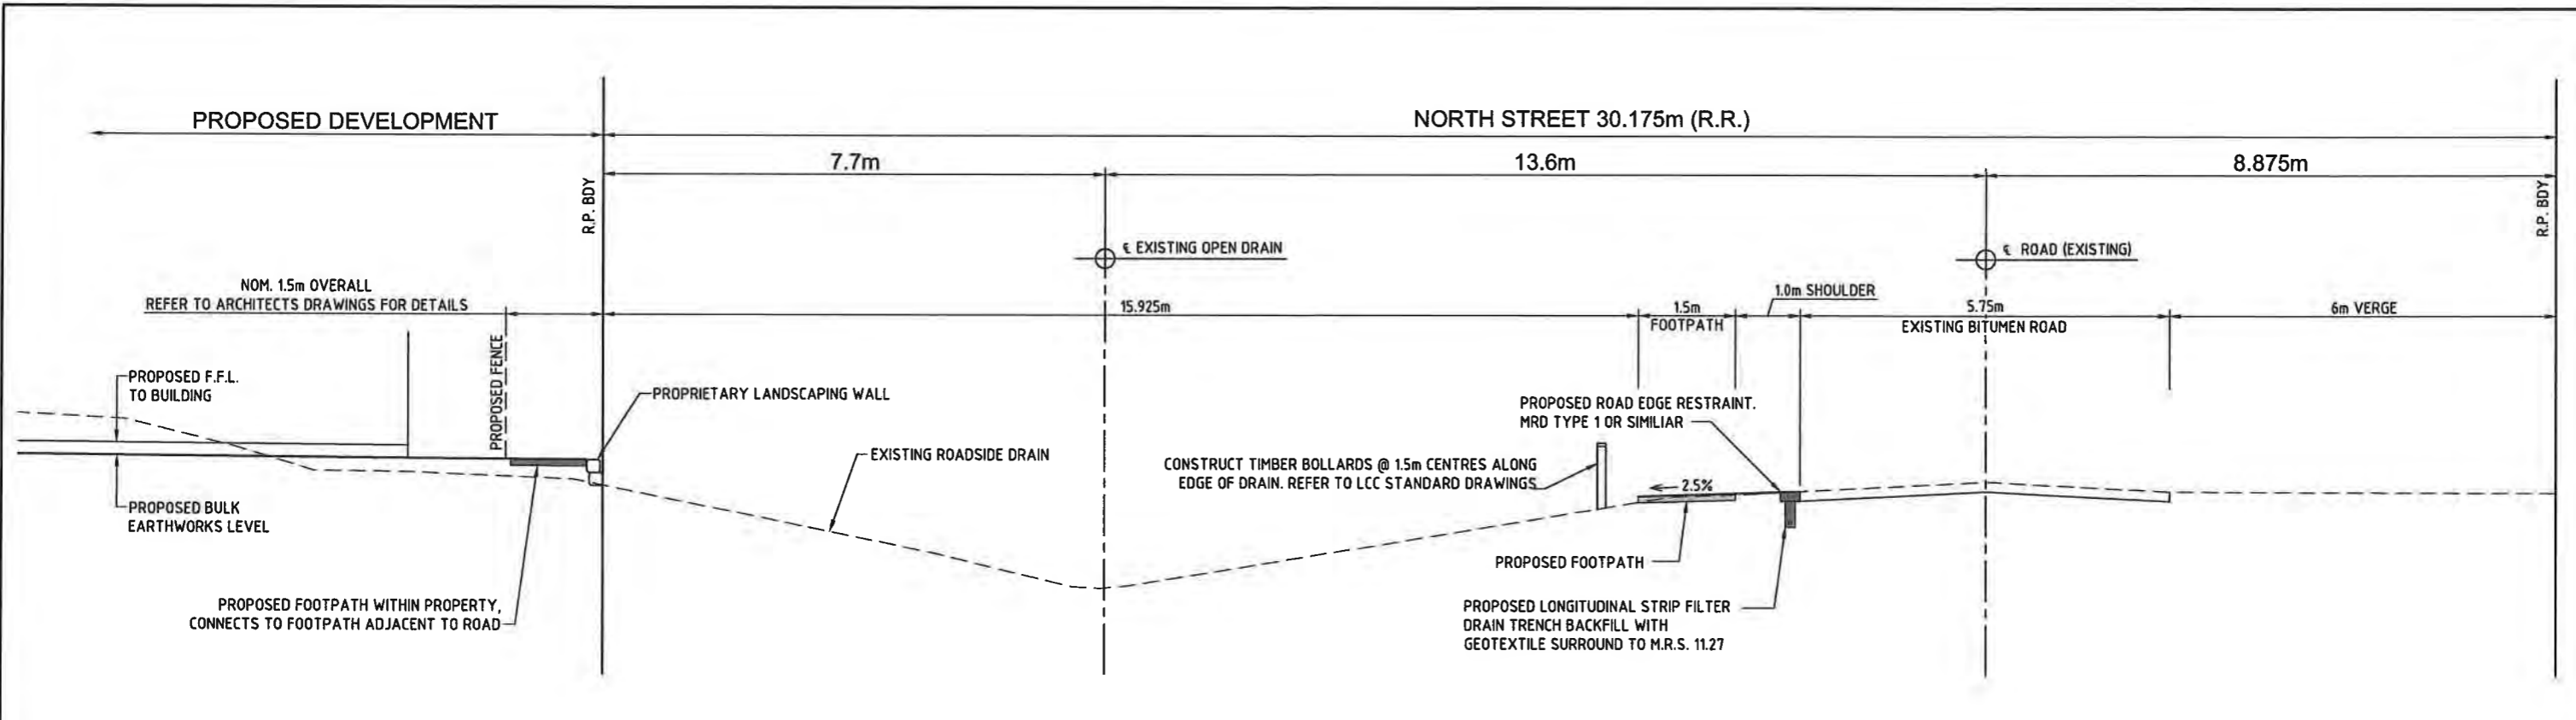 PROPOSED DEVELOPMENT
NORTH STREET 30.175m (R.R.)
7.7m
13.6m
8.875m
R.P. BDY
R.P. BDY
℄ EXISTING OPEN DRAIN
℄ ROAD (EXISTING)
NOM. 1.5m OVERALL
REFER TO ARCHITECTS DRAWINGS FOR DETAILS
15.925m
1.5m
FOOTPATH
1.0m SHOULDER
5.75m
EXISTING BITUMEN ROAD
6m VERGE
PROPOSED FENCE
PROPOSED F.F.L.
TO BUILDING
PROPRIETARY LANDSCAPING WALL
PROPOSED ROAD EDGE RESTRAINT.
MRD TYPE 1 OR SIMILIAR
EXISTING ROADSIDE DRAIN
CONSTRUCT TIMBER BOLLARDS @ 1.5m CENTRES ALONG
EDGE OF DRAIN. REFER TO LCC STANDARD DRAWINGS
2.5%
PROPOSED BULK
EARTHWORKS LEVEL
PROPOSED FOOTPATH
PROPOSED FOOTPATH WITHIN PROPERTY,
CONNECTS TO FOOTPATH ADJACENT TO ROAD
PROPOSED LONGITUDINAL STRIP FILTER
DRAIN TRENCH BACKFILL WITH
GEOTEXTILE SURROUND TO M.R.S. 11.27